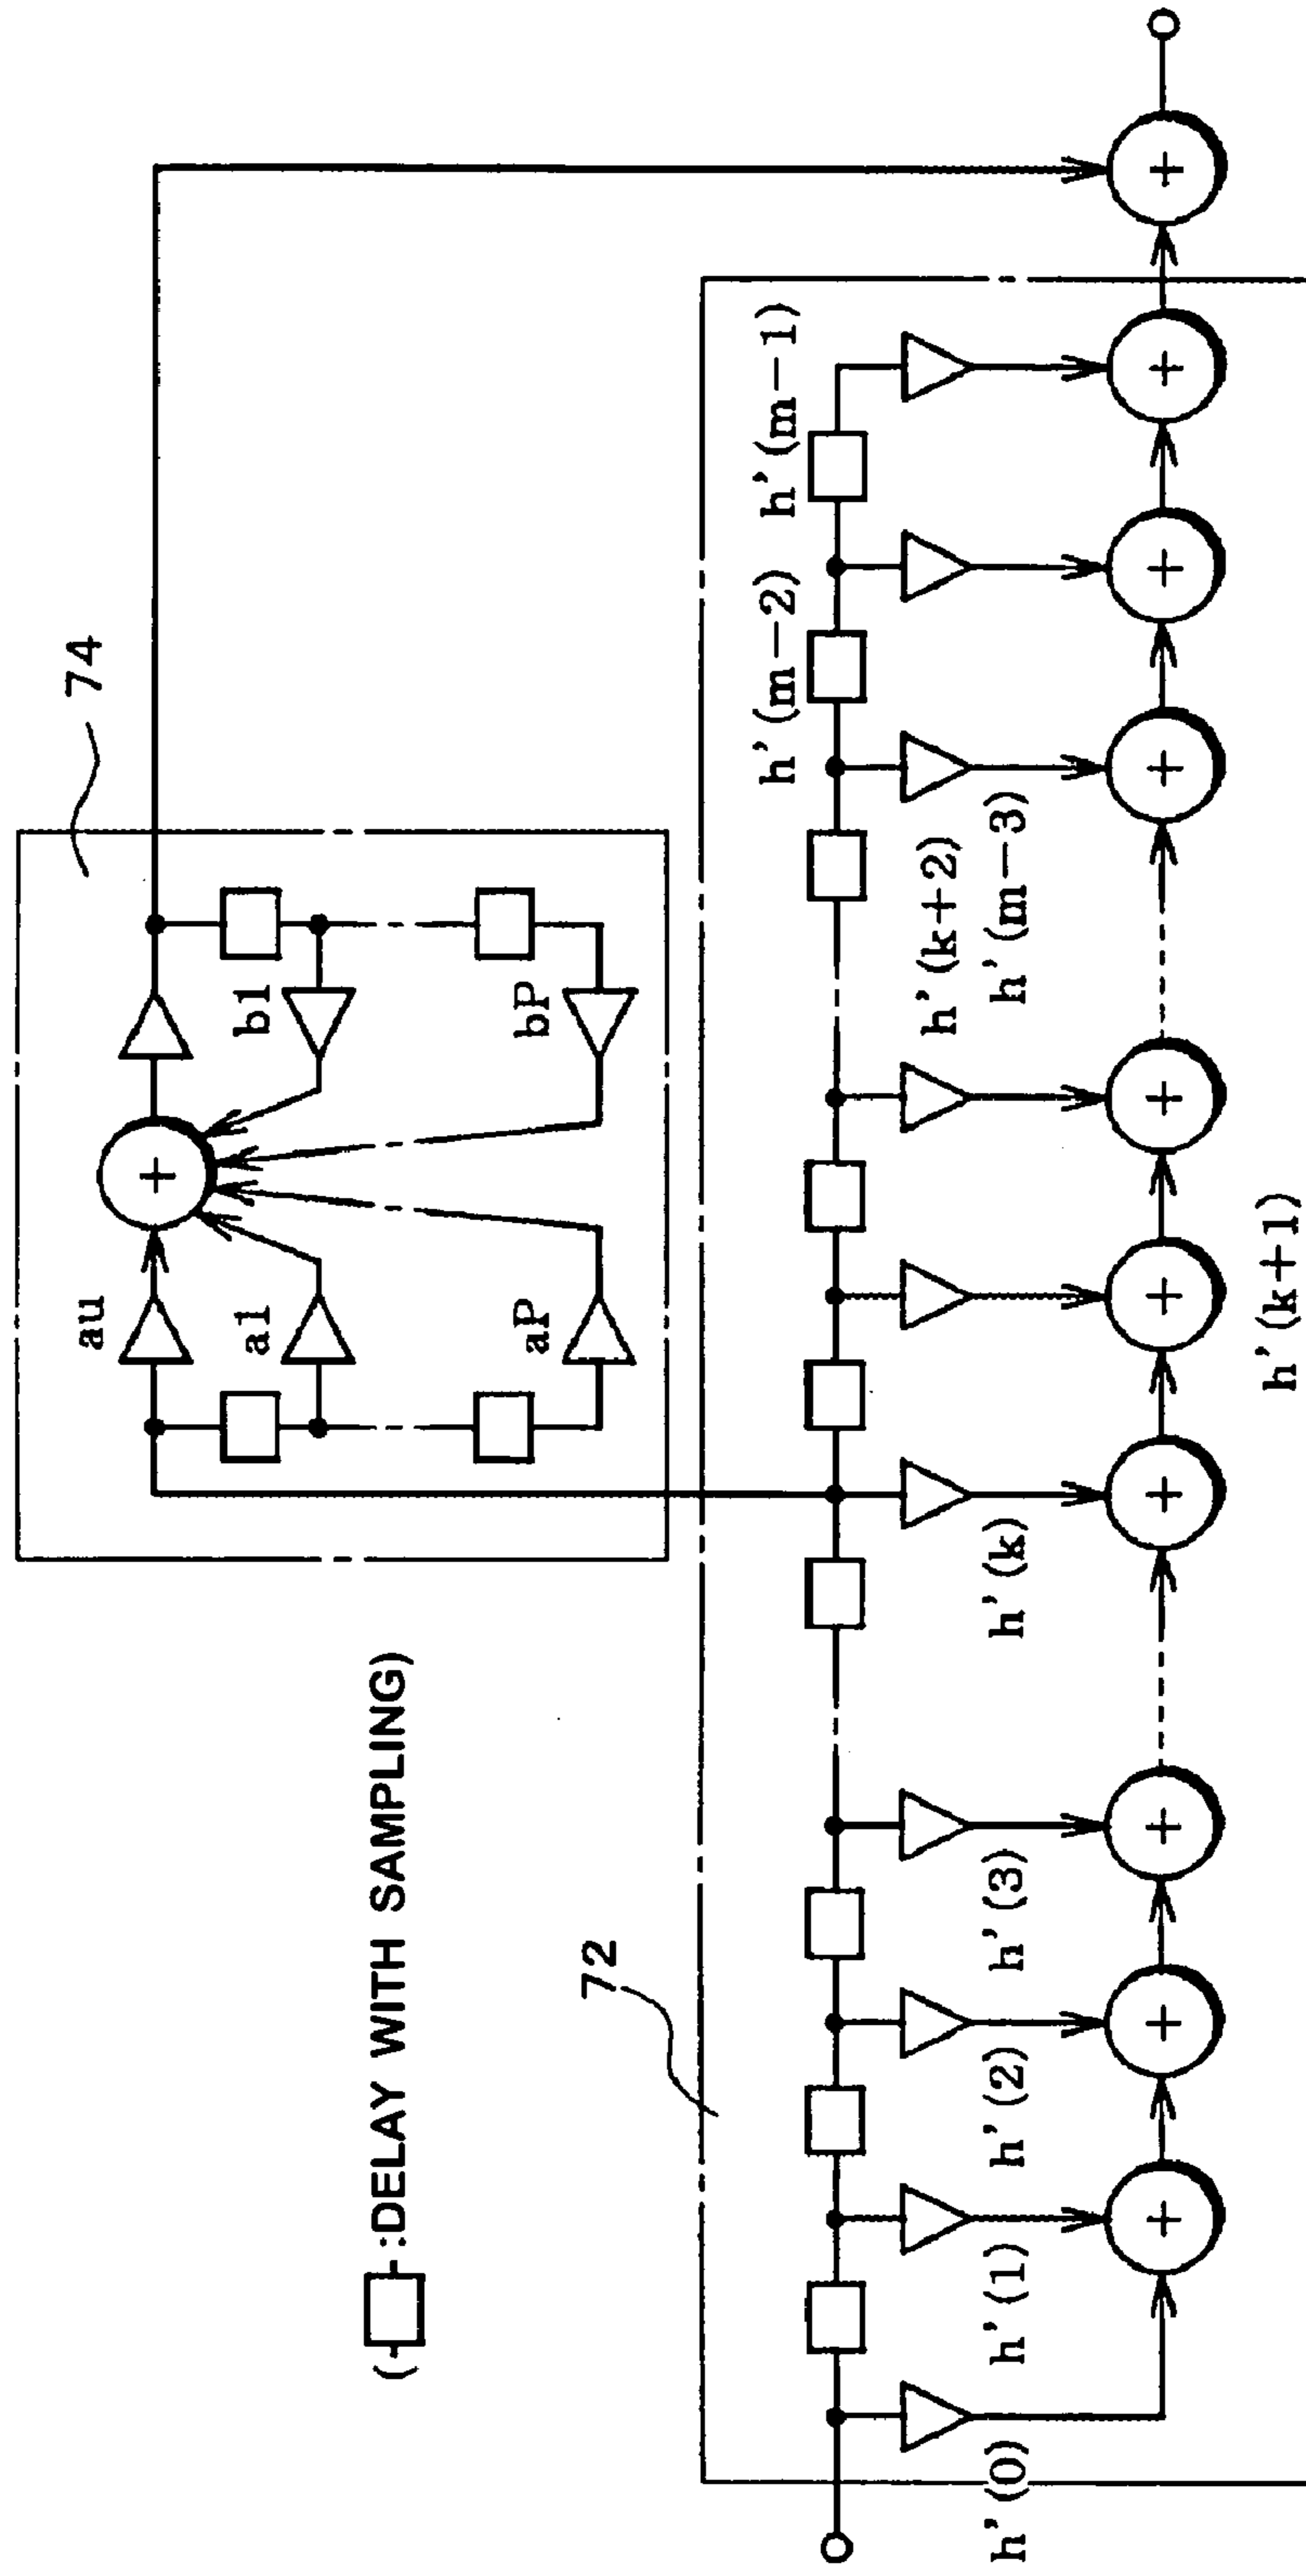 74
au
+
a1
b1
aP
bP
(-□-:DELAY WITH SAMPLING)
72
h'(m-2)
h'(m-1)
h'(0)
h'(1)
h'(2)
h'(3)
h'(k)
h'(k+2)
h'(m-3)
+ + + + + + + + + +
h'(k+1)